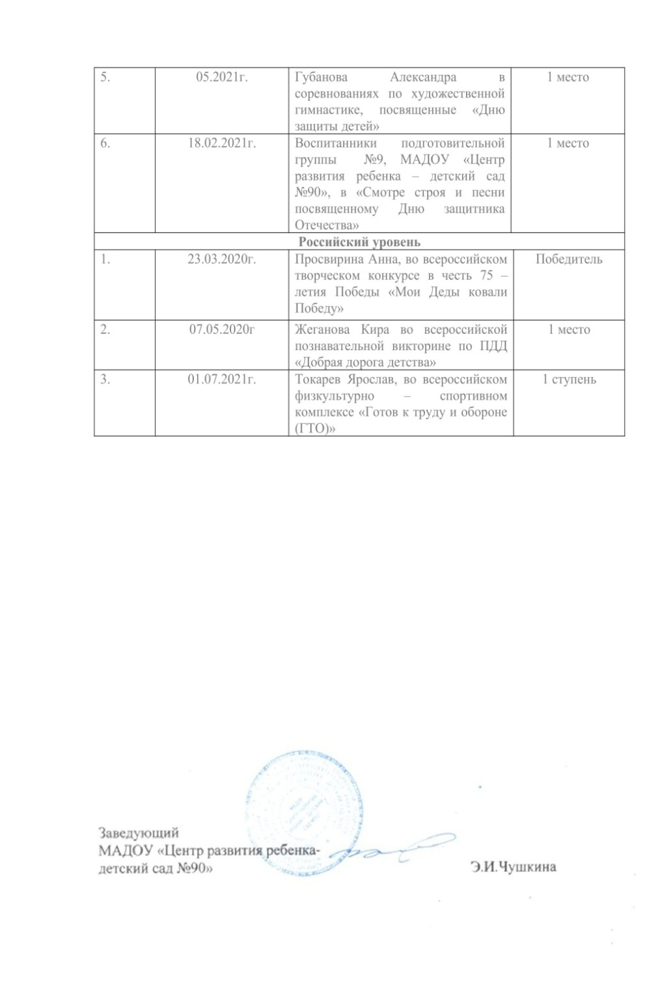 5. 05.2021г. Губанова Александра в 1 место
соревнованиях по художественной
гимнастике, посвященные «Дню
защиты детей»
6. 18.02.2021г. Воспитанники подготовительной 1 место
группы №9, МАДОУ «Центр
развития ребенка – детский сад
№90», в «Смотре строя и песни
посвященному Дню защитника
Отечества»
Российский уровень
1. 23.03.2020г. Просвирина Анна, во всероссийском Победитель
творческом конкурсе в честь 75 –
летия Победы «Мои Деды ковали
Победу»
2. 07.05.2020г Жеганова Кира во всероссийской 1 место
познавательной викторине по ПДД
«Добрая дорога детства»
3. 01.07.2021г. Токарев Ярослав, во всероссийском 1 ступень
физкультурно – спортивном
комплексе «Готов к труду и обороне
(ГТО)»
Заведующий
МАДОУ «Центр развития ребенка-
детский сад №90»
Э.И.Чушкина